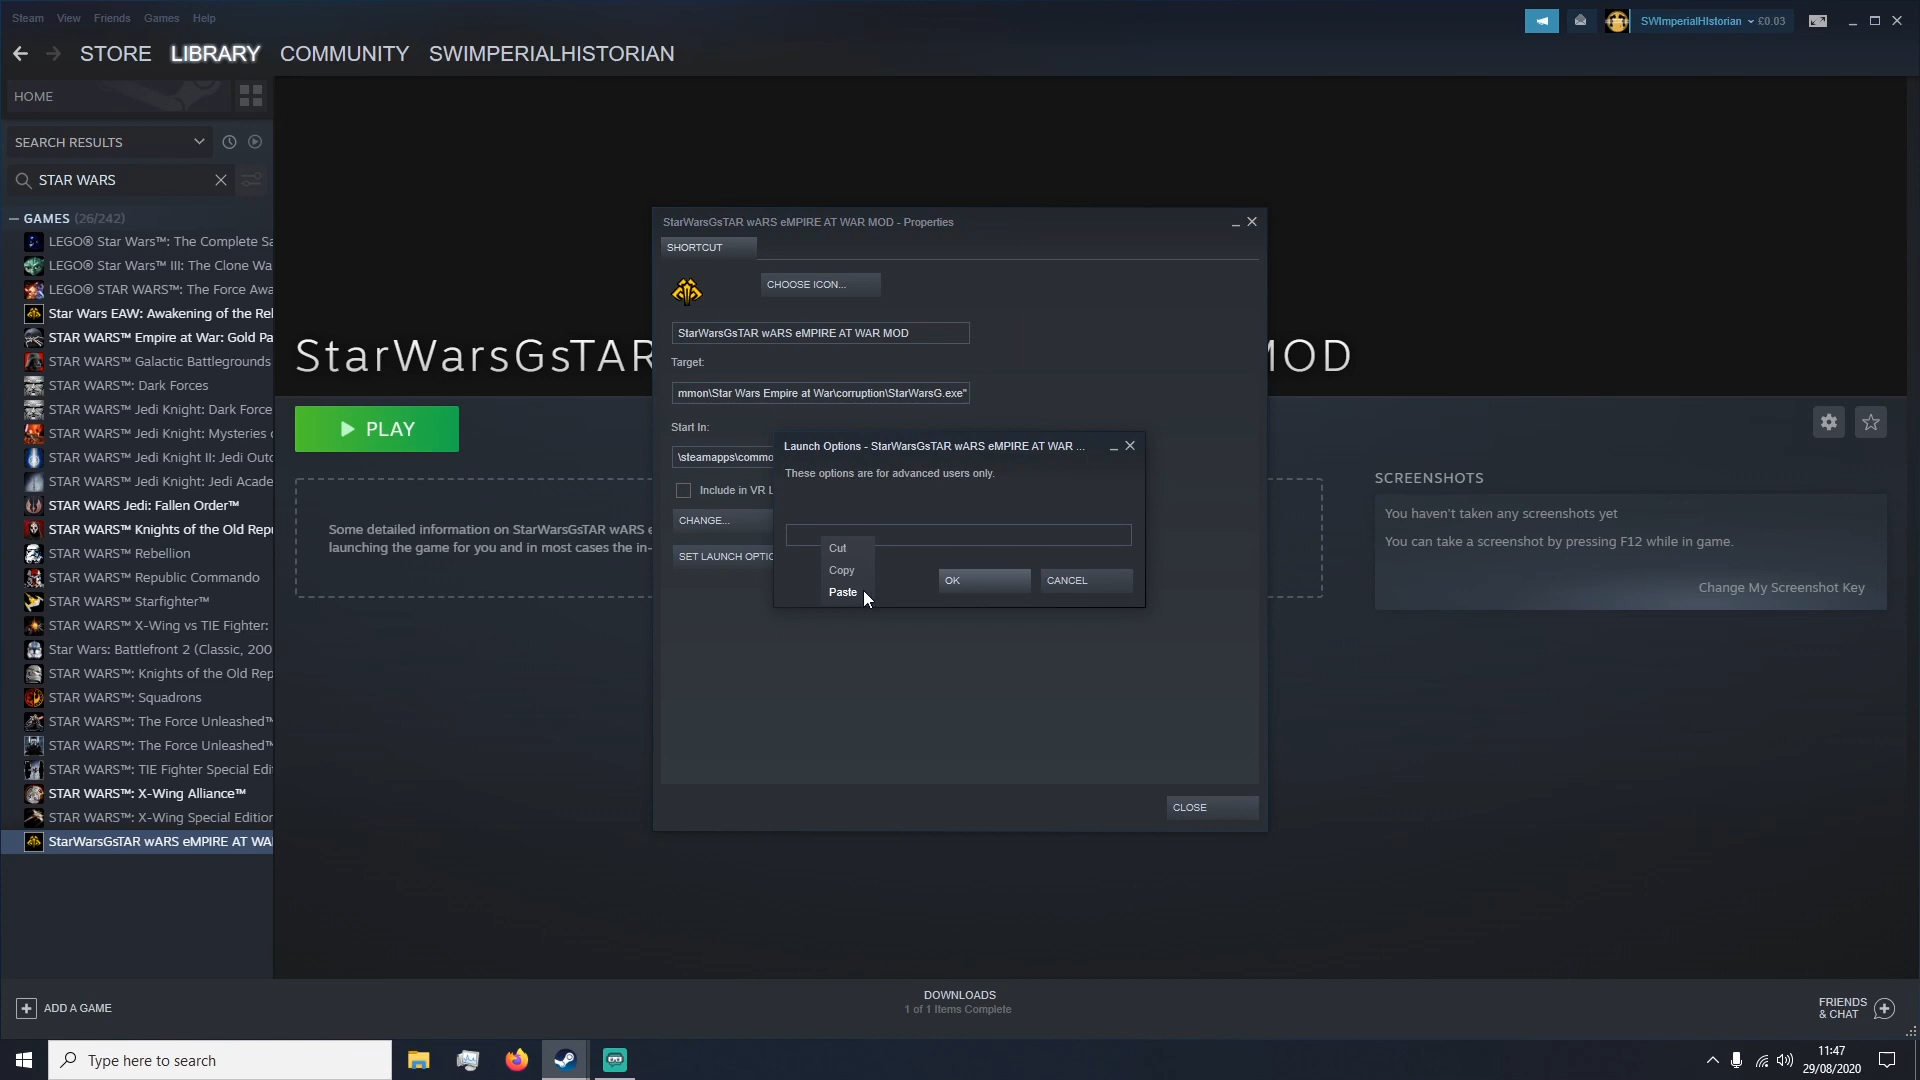 Steam View Friends Games Help
SWImperialHIstorian £0.03
STORE LIBRARY COMMUNITY SWIMPERIALHISTORIAN
HOME
SEARCH RESULTS
STAR WARS
GAMES (26/242)
LEGO® Star Wars™: The Complete Sa
LEGO® Star Wars™ III: The Clone Wa
LEGO® STAR WARS™: The Force Awa
Star Wars EAW: Awakening of the Rel
STAR WARS™ Empire at War: Gold Pa
STAR WARS™ Galactic Battlegrounds
STAR WARS™: Dark Forces
STAR WARS™ Jedi Knight: Dark Force
STAR WARS™ Jedi Knight: Mysteries o
STAR WARS™ Jedi Knight II: Jedi Outc
STAR WARS™ Jedi Knight: Jedi Acade
STAR WARS Jedi: Fallen Order™
STAR WARS™ Knights of the Old Repu
STAR WARS™ Rebellion
STAR WARS™ Republic Commando
STAR WARS™ Starfighter™
STAR WARS™ X-Wing vs TIE Fighter:
Star Wars: Battlefront 2 (Classic, 200
STAR WARS™: Knights of the Old Rep
STAR WARS™: Squadrons
STAR WARS™: The Force Unleashed™
STAR WARS™: The Force Unleashed™
STAR WARS™: TIE Fighter Special Edi
STAR WARS™: X-Wing Alliance™
STAR WARS™: X-Wing Special Edition
StarWarsGsTAR wARS eMPIRE AT WA
StarWarsGsTAR
MOD
PLAY
Some detailed information on StarWarsGsTAR wARS e
launching the game for you and in most cases the in-
StarWarsGsTAR wARS eMPIRE AT WAR MOD - Properties
SHORTCUT
CHOOSE ICON...
StarWarsGsTAR wARS eMPIRE AT WAR MOD
Target:
mmon\Star Wars Empire at War\corruption\StarWarsG.exe"
Start In:
\steamapps\commo
Include in VR L
CHANGE...
SET LAUNCH OPTIO
CLOSE
Launch Options - StarWarsGsTAR wARS eMPIRE AT WAR ...
These options are for advanced users only.
Cut
Copy
Paste
OK
CANCEL
SCREENSHOTS
You haven't taken any screenshots yet
You can take a screenshot by pressing F12 while in game.
Change My Screenshot Key
ADD A GAME
DOWNLOADS
1 of 1 Items Complete
FRIENDS
& CHAT
Type here to search
11:47
29/08/2020